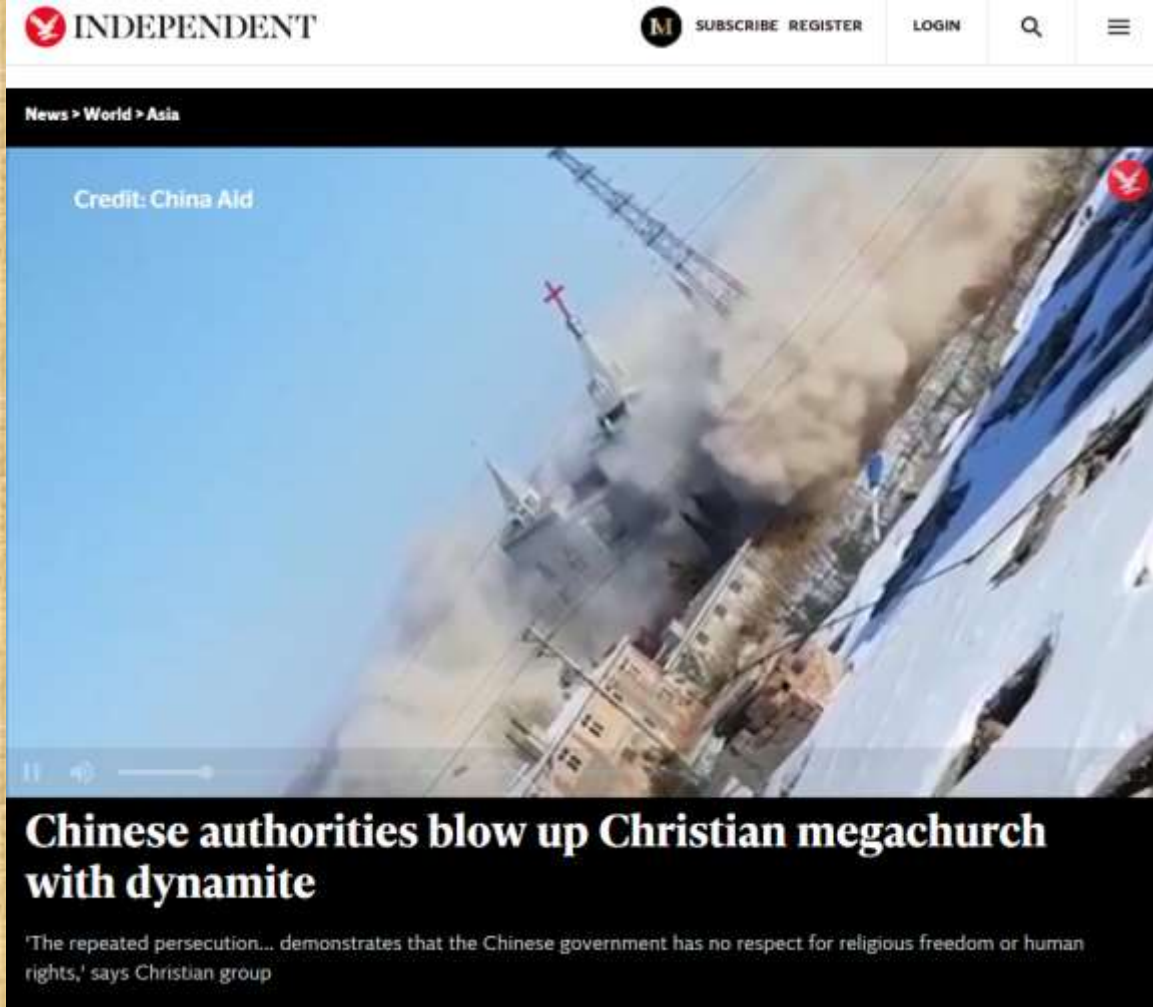 INDEPENDENT
M SUBSCRIBE REGISTER LOGIN
News > World > Asia
Credit: China Aid
Chinese authorities blow up Christian megachurch
with dynamite
'The repeated persecution... demonstrates that the Chinese government has no respect for religious freedom or human
rights,' says Christian group